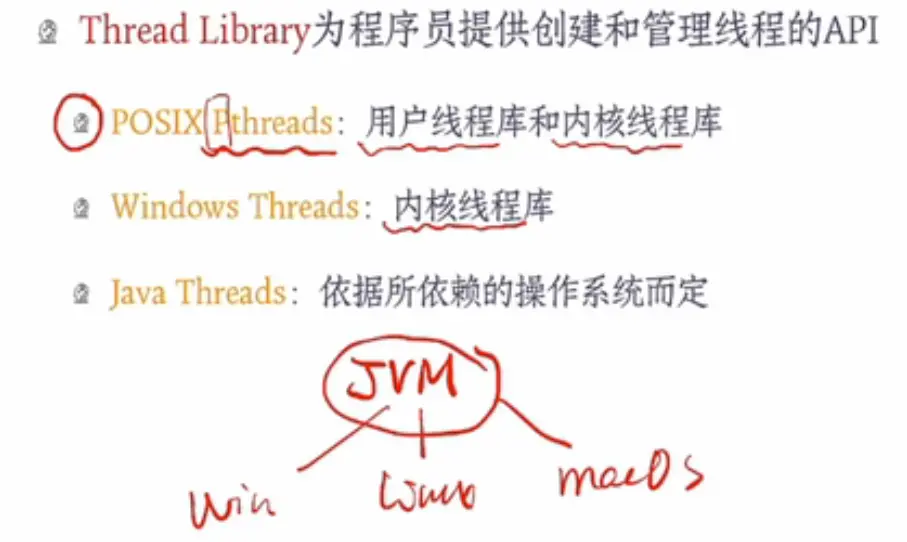 Thread Library为程序员提供创建和管理线程的API
POSIX Pthreads：用户线程库和内核线程库
Windows Threads：内核线程库
Java Threads：依据所依赖的操作系统而定
JVM
Win
macOS